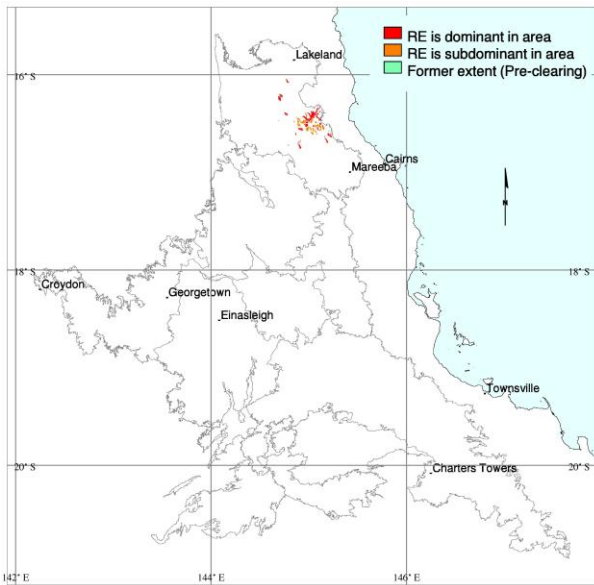 RE is dominant in area
RE is subdominant in area
Former extent (Pre-clearing)
Lakeland
16° S
Cairns
Mareeba
N
18° S
18° S
Croydon
Georgetown
Einasleigh
Townsville
20° S
Charters Towers
20° S
142° E
144° E
146° E